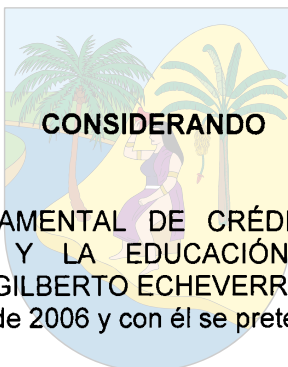 CONSIDERANDO
AMENTAL DE CRÉDI
Y LA EDUCACIÓN
GILBERTO ECHEVERR
de 2006 y con él se prete